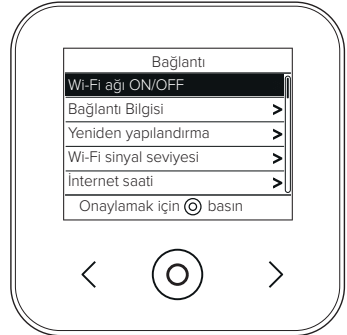 Bağlantı
Wi-Fi ağı ON/OFF
Bağlantı Bilgisi >
Yeniden yapılandırma >
Wi-Fi sinyal seviyesi >
İnternet saati >
Onaylamak için basın